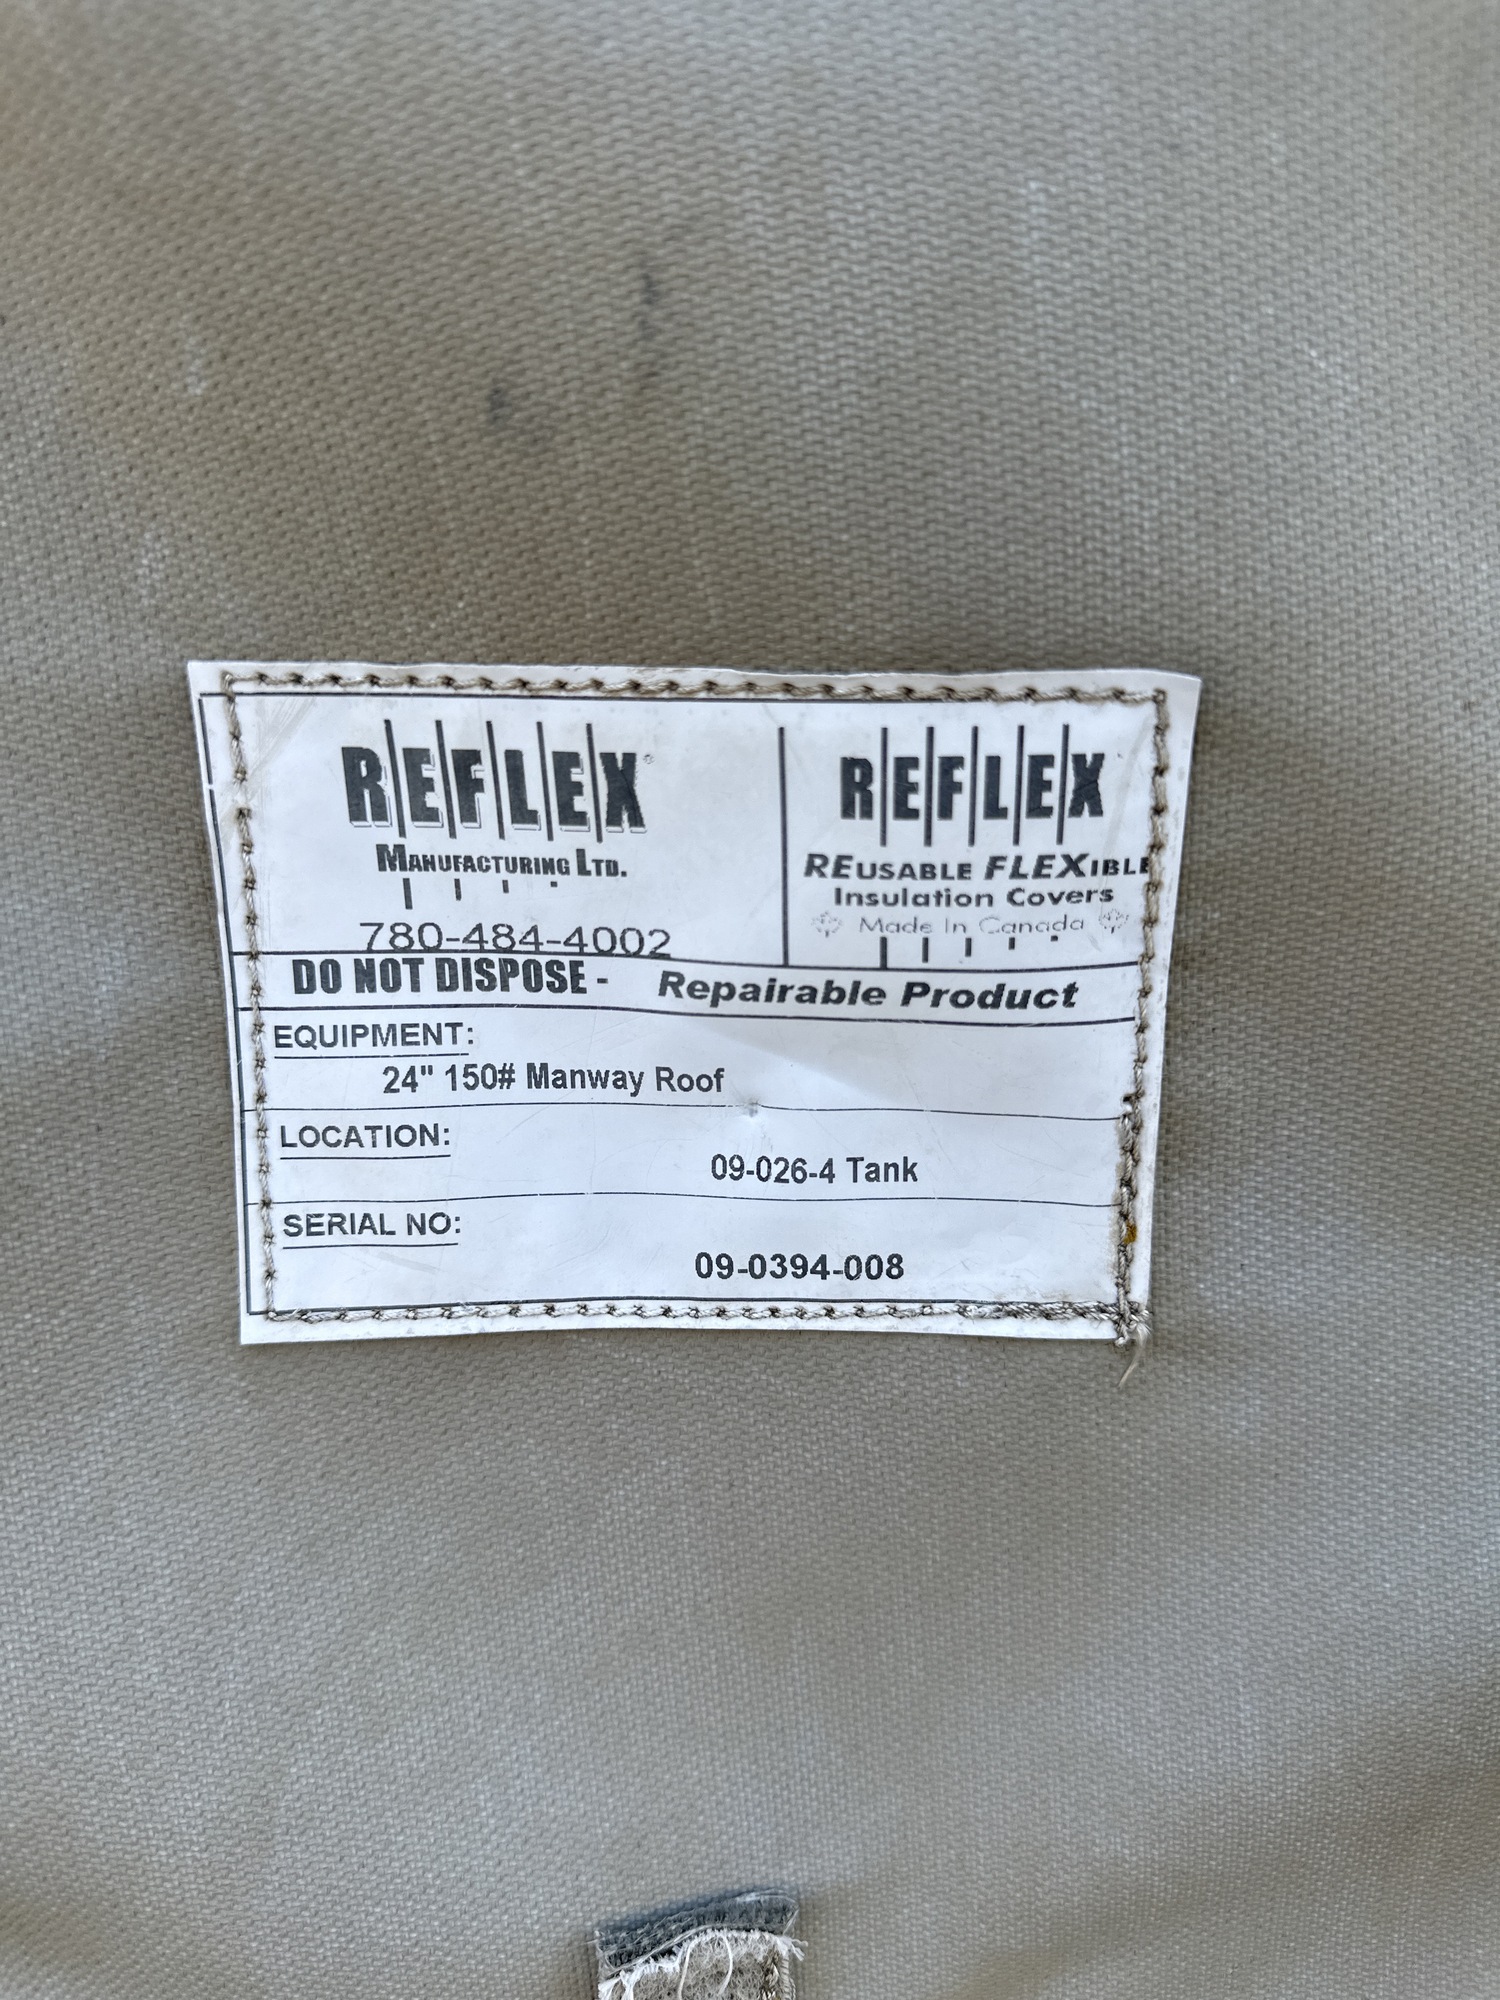 REFLEX
MANUFACTURING LTD.
780-484-4002
REFLEX
REUSABLE FLEXIBLE
Insulation Covers
Made In Canada
DO NOT DISPOSE - Repairable Product
EQUIPMENT:
24" 150# Manway Roof
LOCATION:
09-026-4 Tank
SERIAL NO:
09-0394-008